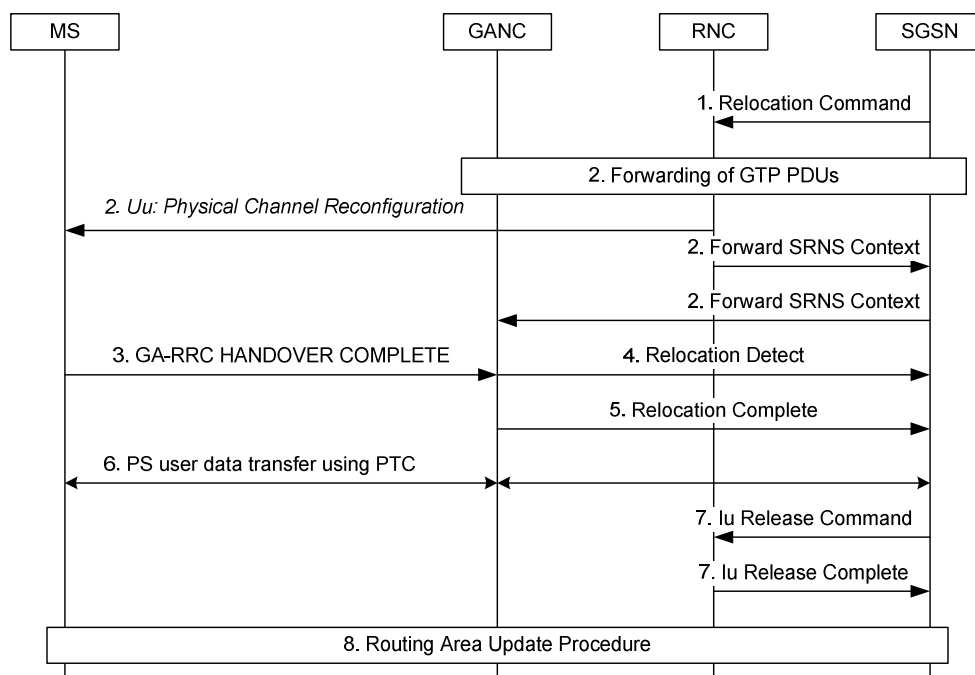 MS
GANC
RNC
SGSN
1. Relocation Command
2. Forwarding of GTP PDUs
2. Uu: Physical Channel Reconfiguration
2. Forward SRNS Context
2. Forward SRNS Context
3. GA-RRC HANDOVER COMPLETE
4. Relocation Detect
5. Relocation Complete
6. PS user data transfer using PTC
7. Iu Release Command
7. Iu Release Complete
8. Routing Area Update Procedure